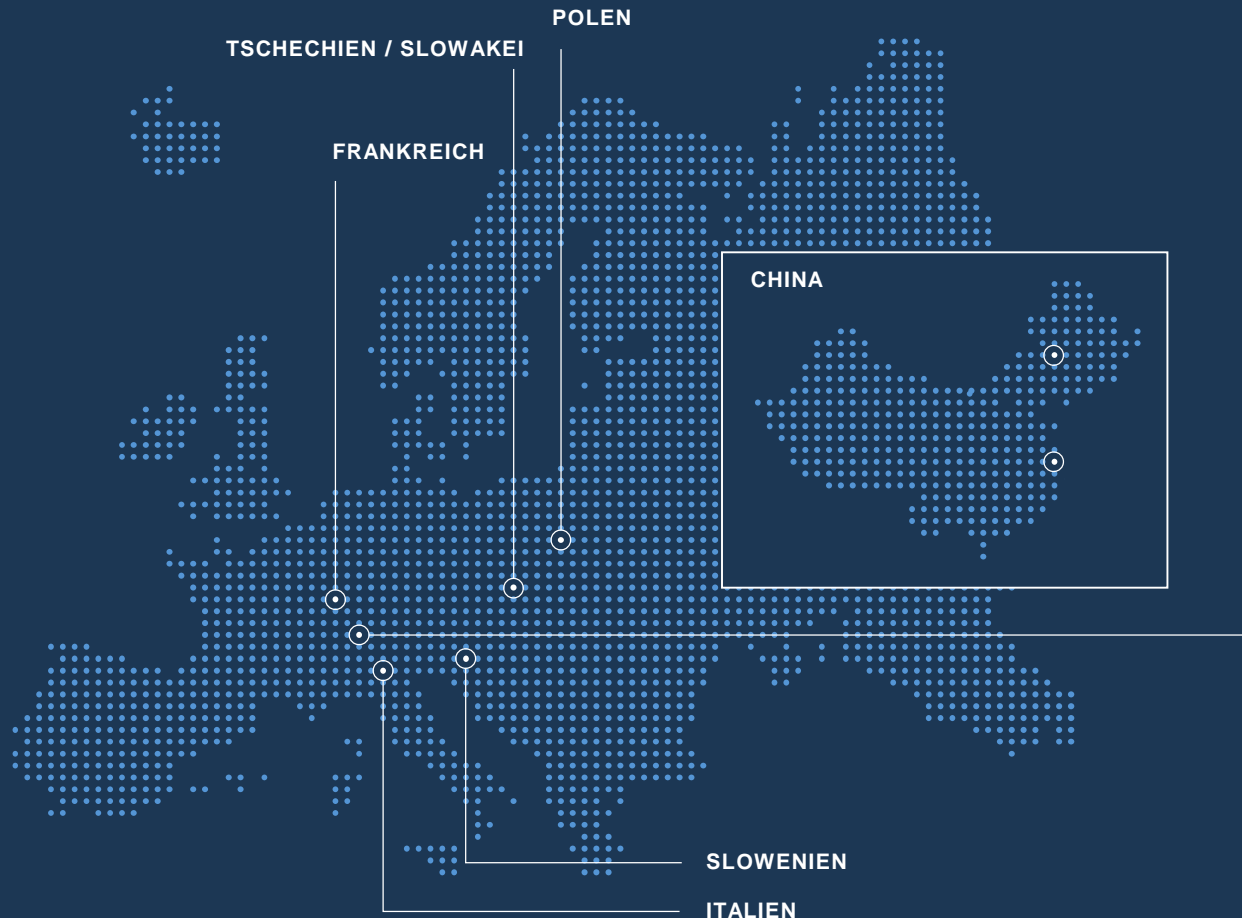 POLEN
TSCHECHIEN / SLOWAKEI
FRANKREICH
CHINA
SLOWENIEN
ITALIEN